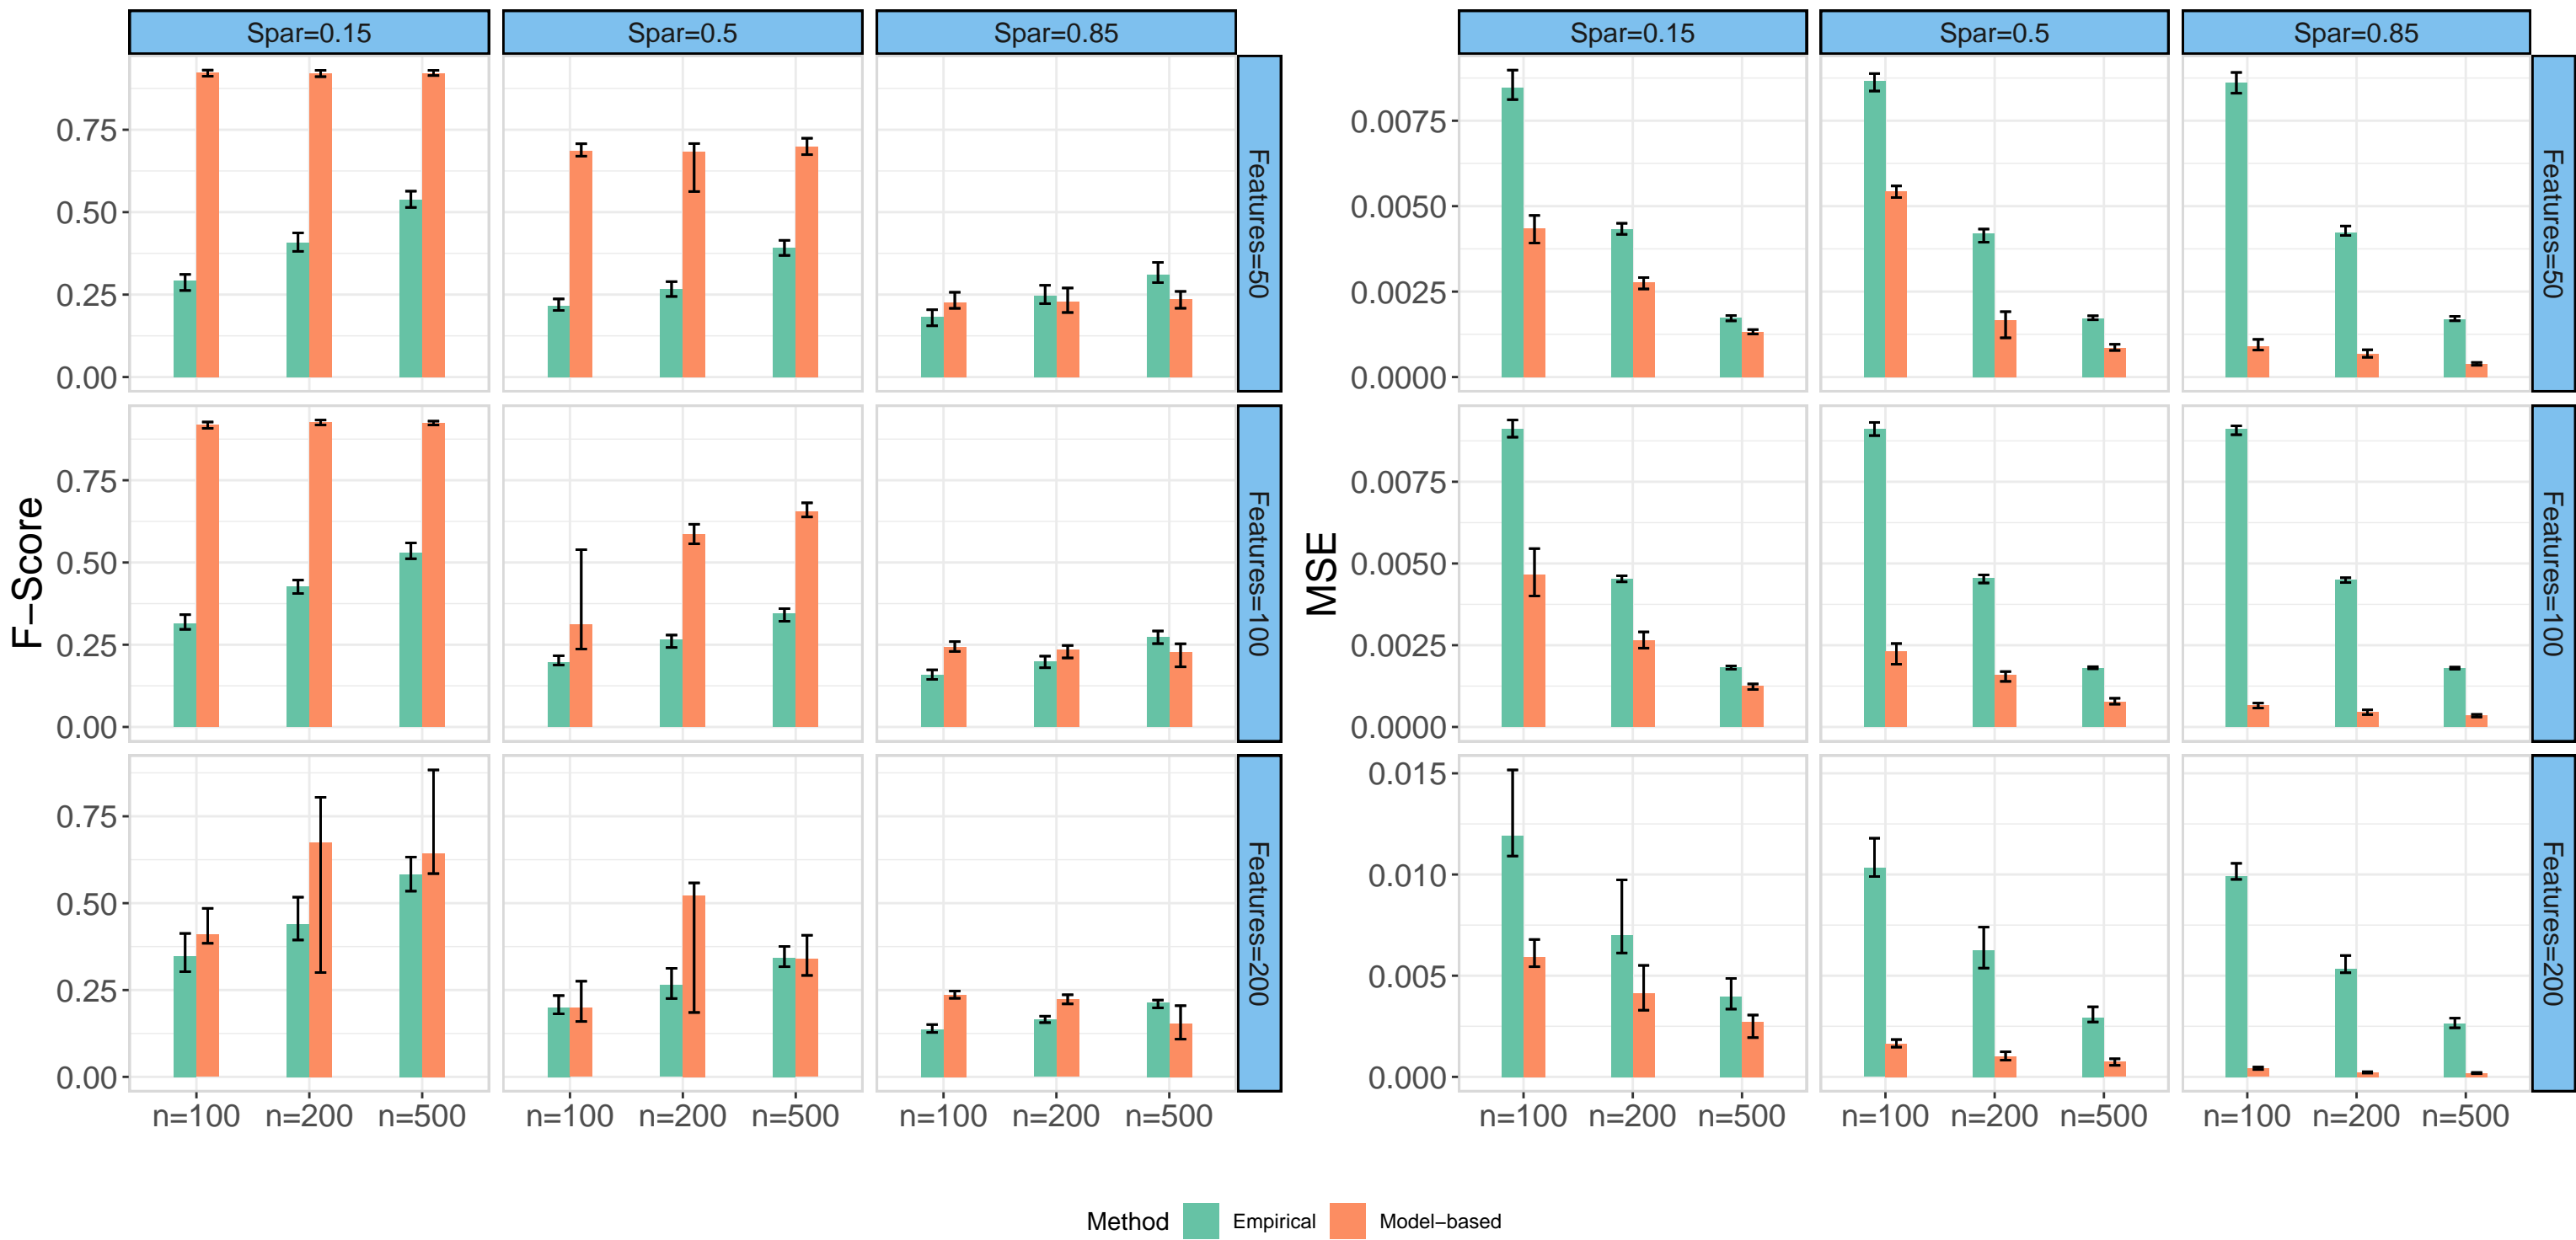 Spar=0.15 Spar=0.5 Spar=0.85
F−Score
0.75
0.50
0.25
0.00
Features=50
0.75
0.50
0.25
0.00
Features=100
0.75
0.50
0.25
0.00
Features=200
n=100 n=200 n=500 n=100 n=200 n=500 n=100 n=200 n=500
Spar=0.15 Spar=0.5 Spar=0.85
MSE
0.0075
0.0050
0.0025
0.0000
Features=50
0.0075
0.0050
0.0025
0.0000
Features=100
0.015
0.010
0.005
0.000
Features=200
n=100 n=200 n=500 n=100 n=200 n=500 n=100 n=200 n=500
Method Empirical Model−based